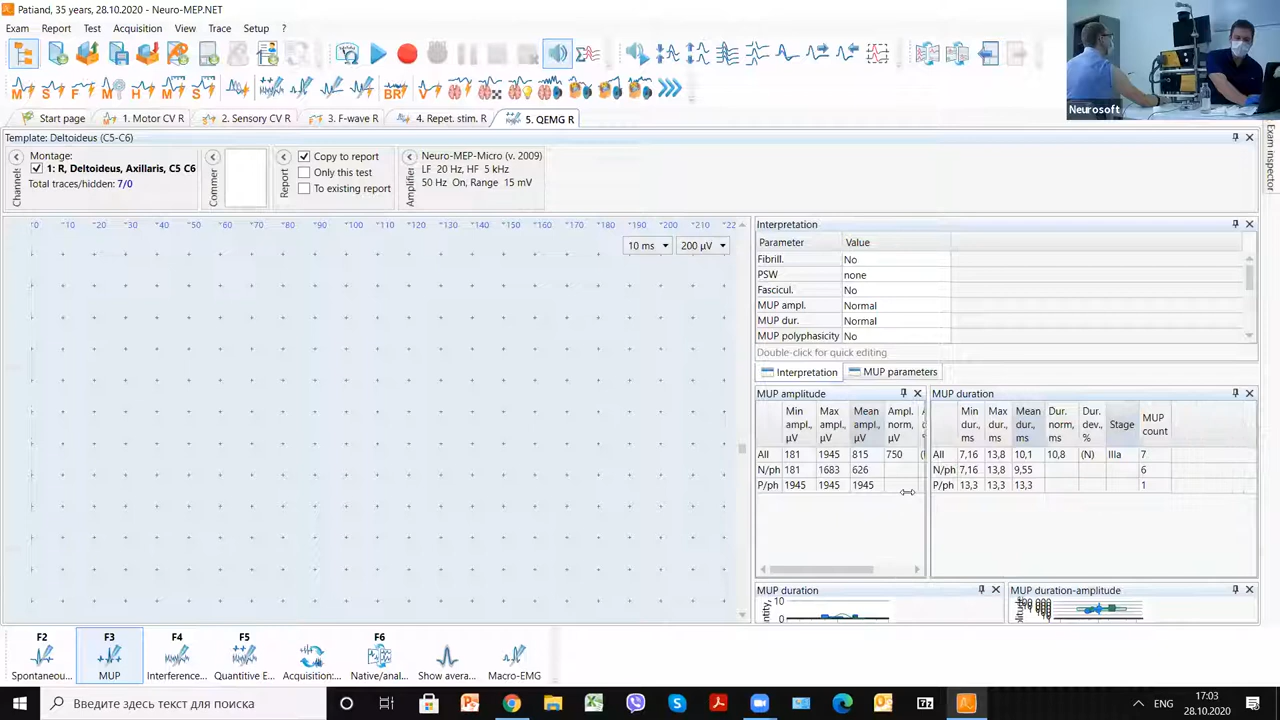 Patiand, 35 years, 28.10.2020 - Neuro-MEP.NET
Exam Report Test Acquisition View Trace Setup ?
Start page 1. Motor CV R 2. Sensory CV R 3. F-wave R 4. Repet. stim. R 5. QEMG R
Template: Deltoideus (C5-C6)
Channels
Montage:
1: R, Deltoideus, Axillaris, C5 C6
Total traces/hidden: 7/0
Report
Copy to report
Only this test
To existing report
Amplifier
Neuro-MEP-Micro (v. 2009)
LF 20 Hz, HF 5 kHz
50 Hz On, Range 15 mV
Neurosoft
Exam inspector
10 ms 200 µV
Interpretation
Parameter Value
Fibrill. No
PSW none
Fascicul. No
MUP ampl. Normal
MUP dur. Normal
MUP polyphasicity No
Double-click for quick editing
Interpretation MUP parameters
MUP amplitude
Min ampl., µV Max ampl., µV Mean ampl., µV Ampl. norm, µV
All 181 1945 815 750
N/ph 181 1683 626
P/ph 1945 1945 1945
MUP duration
Min dur., ms Max dur., ms Mean dur., ms Dur. norm, ms Dur. dev., % Stage MUP count
All 7,16 13,8 10,1 10,8 (N) IIIa 7
N/ph 7,16 13,8 9,55 6
P/ph 13,3 13,3 13,3 1
MUP duration
10
0
MUP duration-amplitude
F2 F3 F4 F5 F6
Spontaneou... MUP Interference... Quantitive E... Acquisition:... Native/anal... Show avera... Macro-EMG
Введите здесь текст для поиска
ENG
17:03
28.10.2020